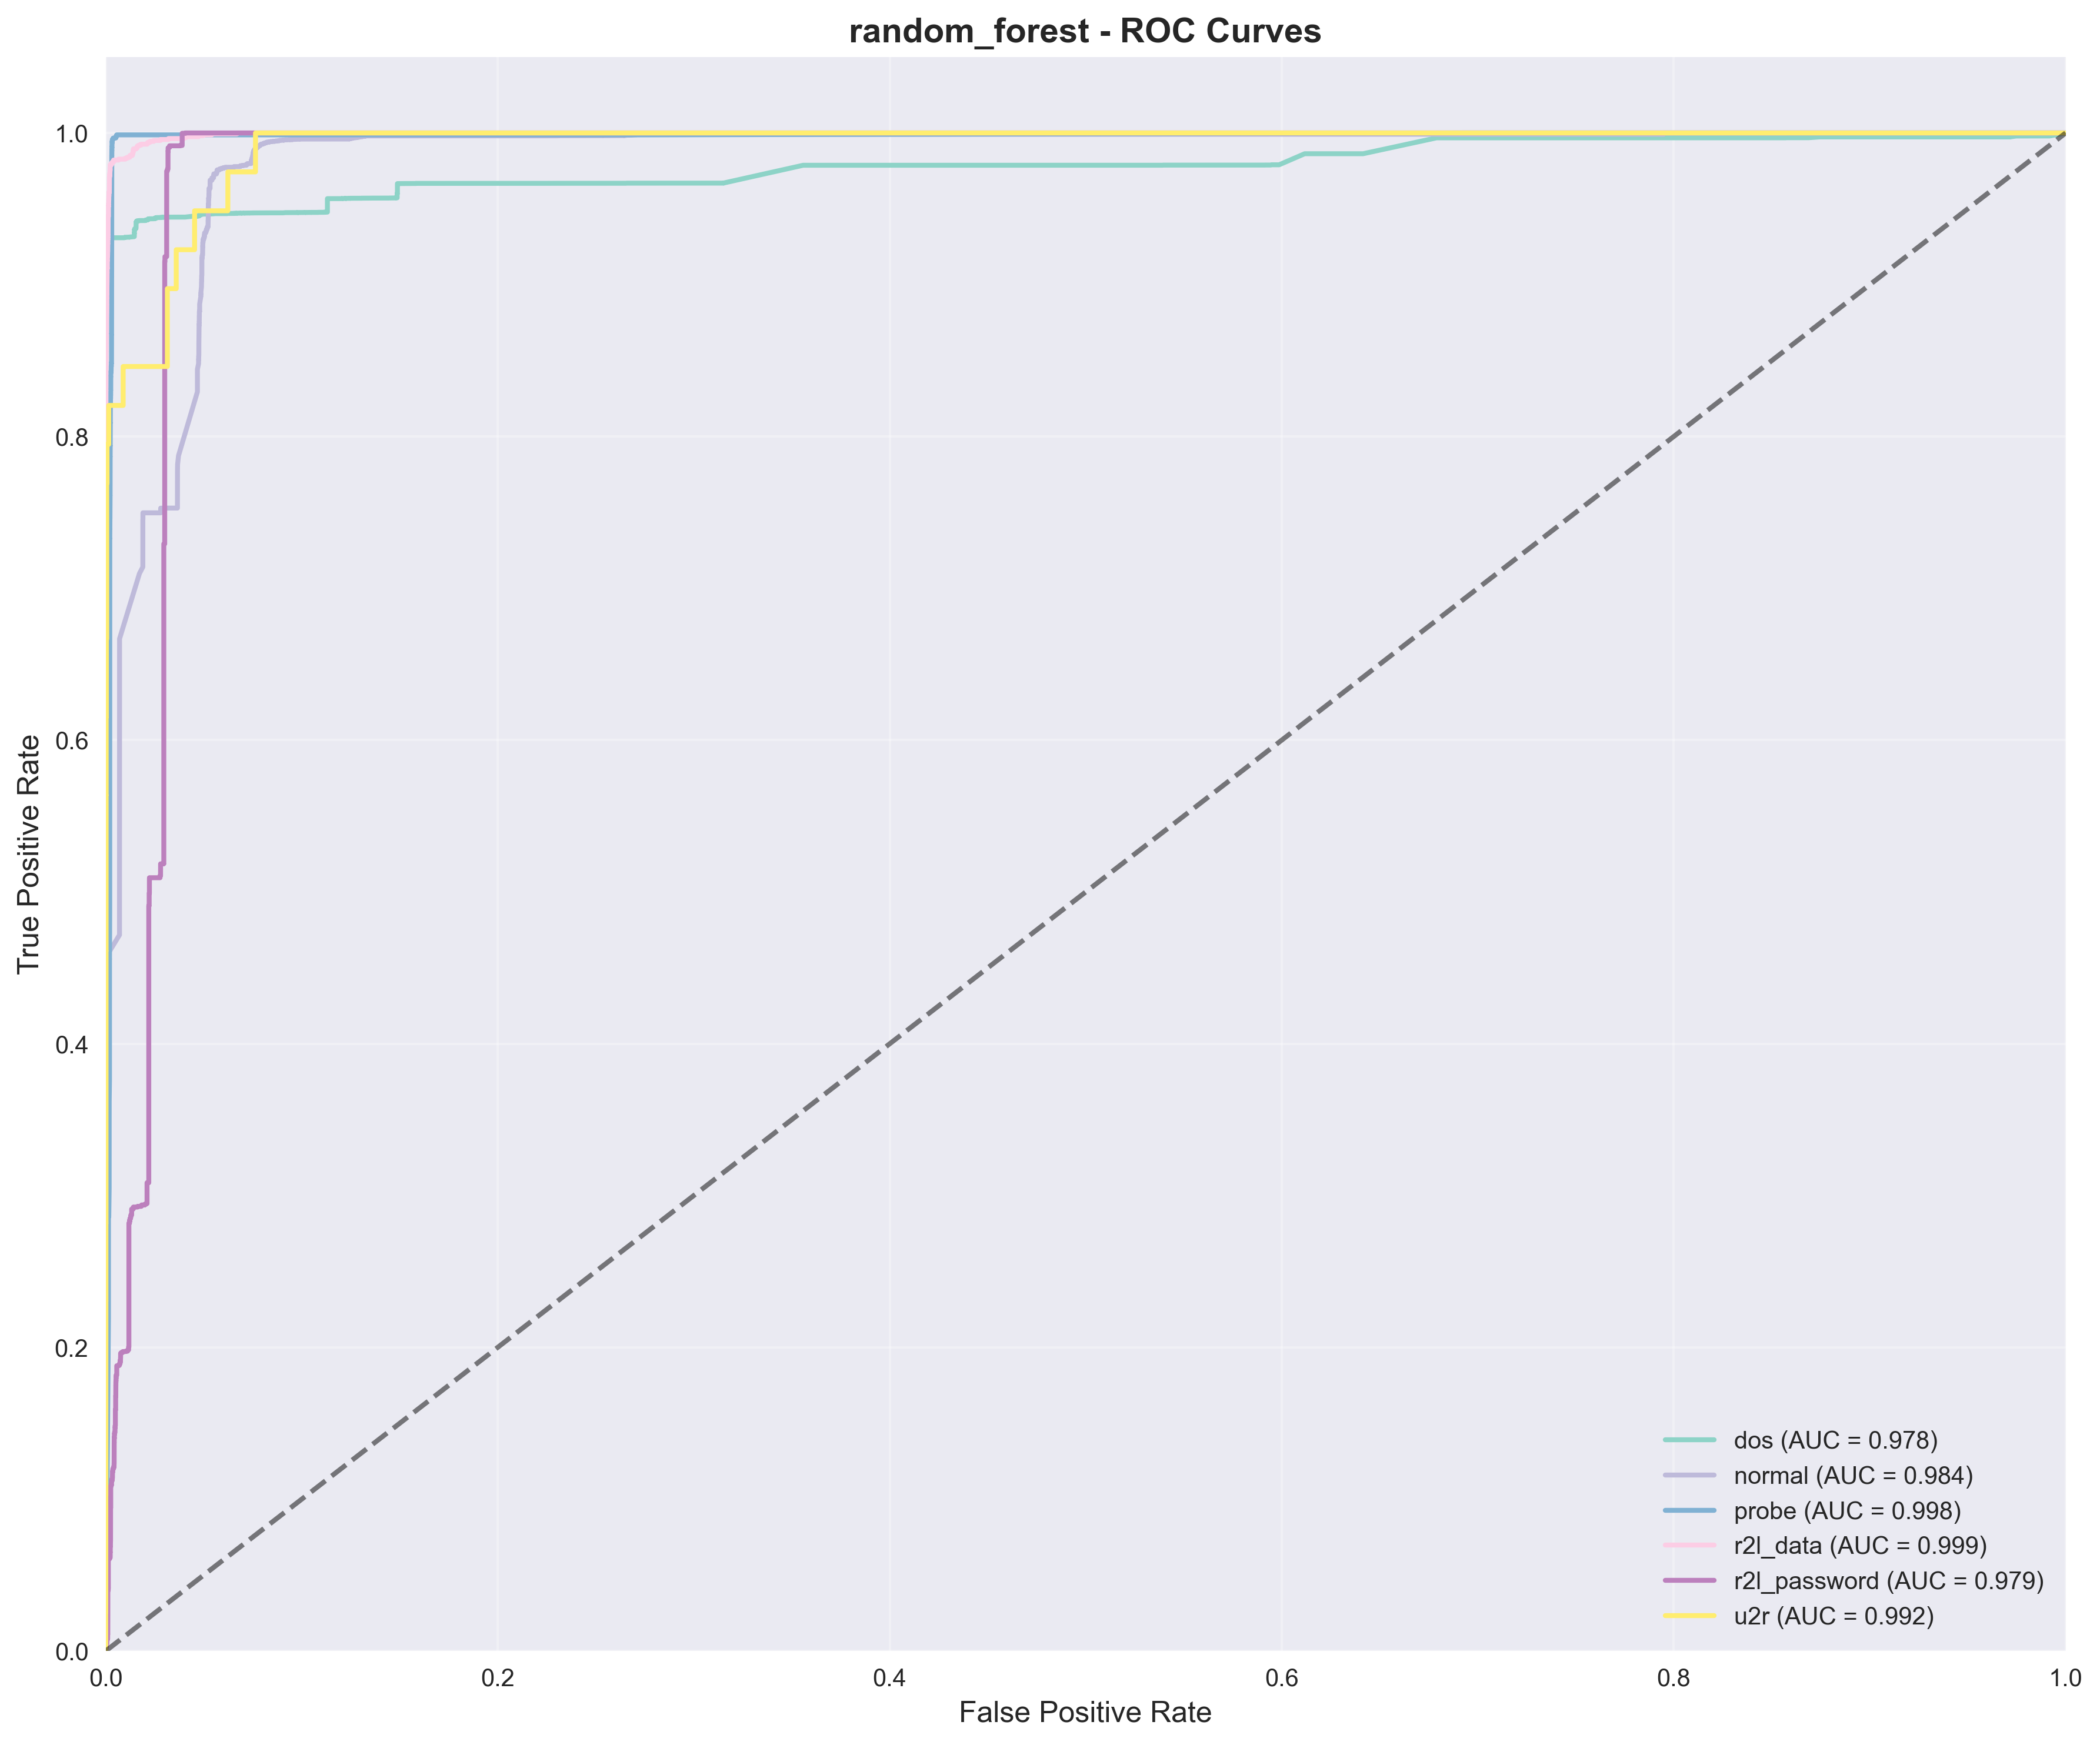 random_forest - ROC Curves
True Positive Rate
1.0
0.8
0.6
0.4
0.2
0.0
0.0 0.2 0.4 0.6 0.8 1.0
False Positive Rate
dos (AUC = 0.978)
normal (AUC = 0.984)
probe (AUC = 0.998)
r2l_data (AUC = 0.999)
r2l_password (AUC = 0.979)
u2r (AUC = 0.992)